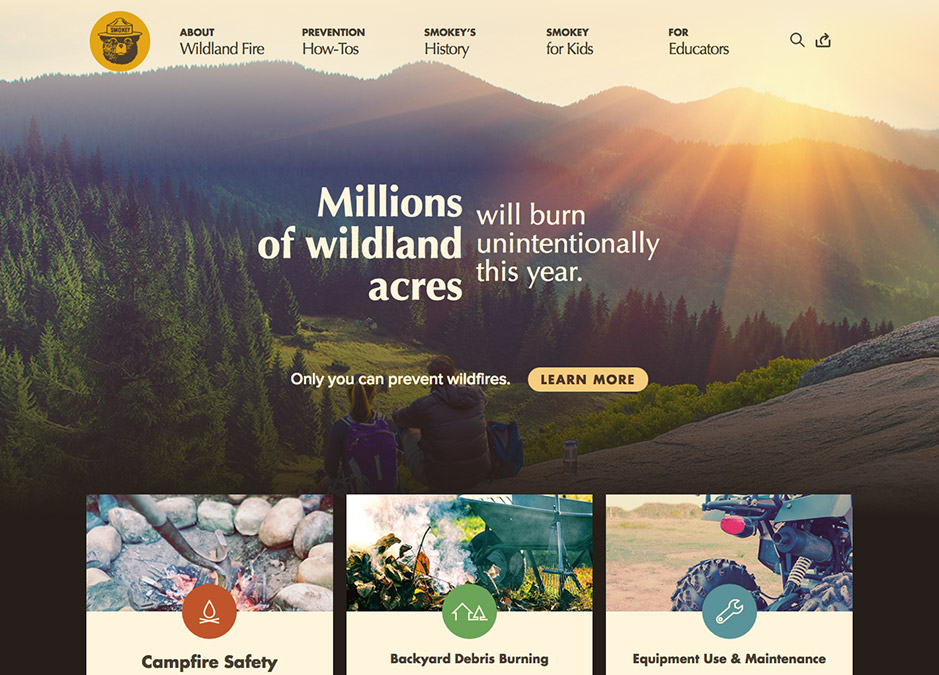 SMOKEY
ABOUT
Wildland Fire
PREVENTION
How-Tos
SMOKEY'S
History
SMOKEY
for Kids
FOR
Educators
Millions
of wildland
acres
will burn
unintentionally
this year.
Only you can prevent wildfires.
LEARN MORE
Campfire Safety
Backyard Debris Burning
Equipment Use & Maintenance